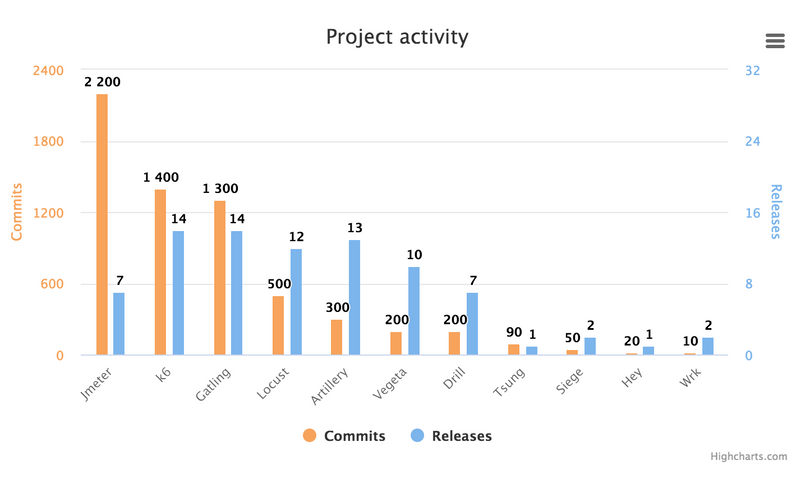 Project activity
2400
1800
1200
600
0
Commits
32
24
16
8
0
Releases
2 200
7
1 400
14
1 300
14
500
12
300
13
200
10
200
7
90
1
50
2
20
1
10
2
Jmeter
k6
Gatling
Locust
Artillery
Vegeta
Drill
Tsung
Siege
Hey
Wrk
Commits
Releases
Highcharts.com